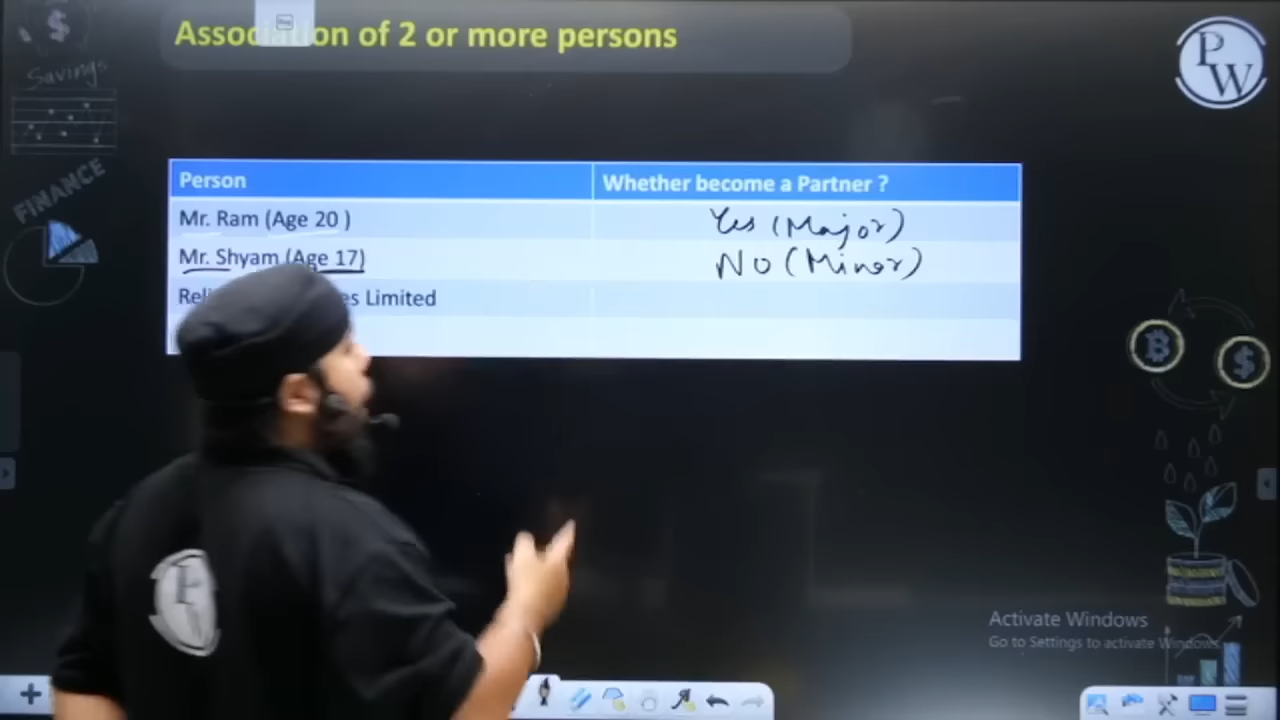 Savings
FINANCE
Association of 2 or more persons
PW
Person Whether become a Partner ?
Mr. Ram (Age 20 ) Yes (Major)
Mr. Shyam (Age 17) No (Minor)
Limited
Activate Windows
Go to Settings to activate Windows.